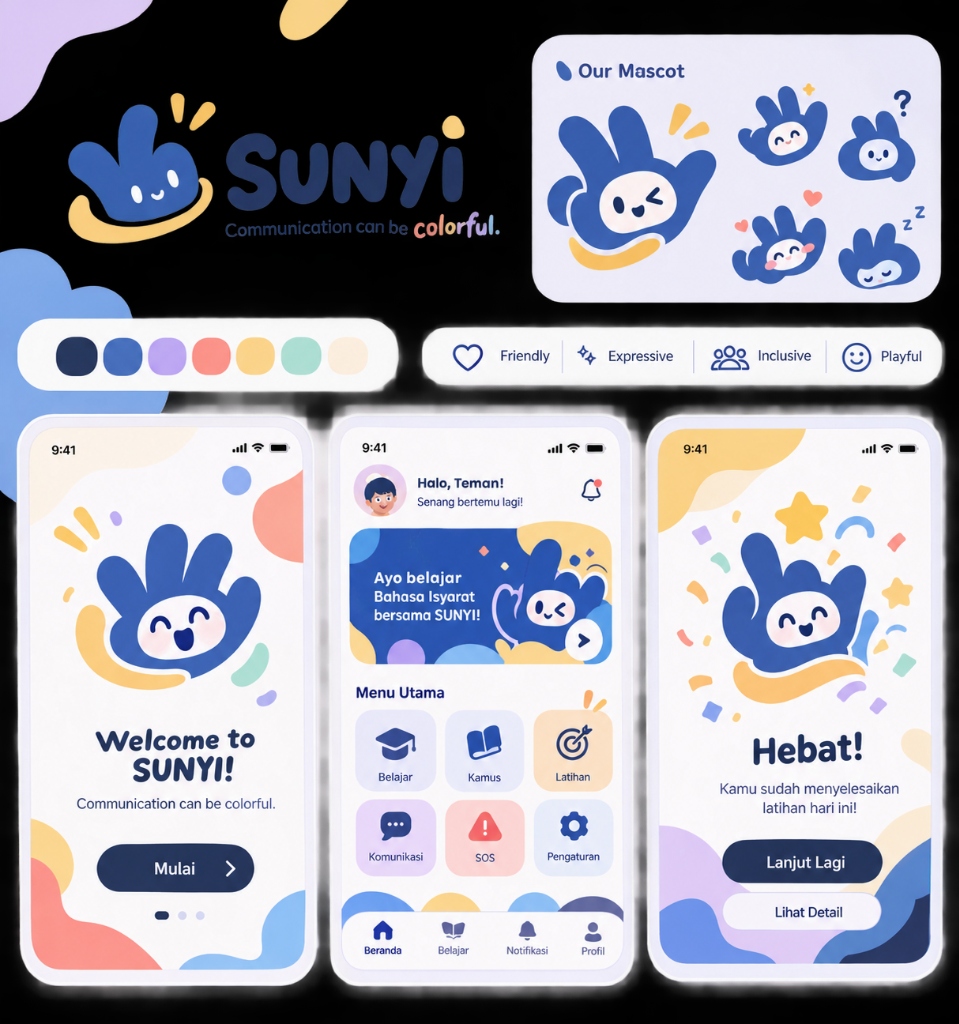 SUNYi
Communication can be colorful.
Our Mascot
?
z z
Friendly
Expressive
Inclusive
Playful
9:41
Welcome to
SUNYI!
Communication can be colorful.
Mulai
9:41
Halo, Teman!
Senang bertemu lagi!
Ayo belajar
Bahasa Isyarat
bersama SUNYI!
Menu Utama
Belajar
Kamus
Latihan
Komunikasi
SOS
Pengaturan
Beranda
Belajar
Notifikasi
Profil
9:41
Hebat!
Kamu sudah menyelesaikan
latihan hari ini!
Lanjut Lagi
Lihat Detail